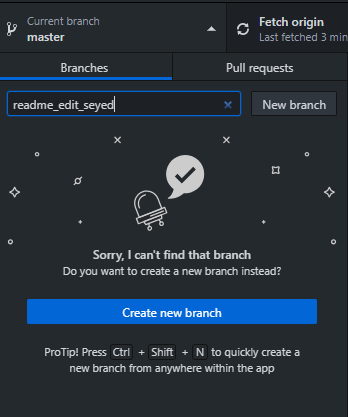 Current branch
master
Fetch origin
Last fetched 3 min
Branches
Pull requests
readme_edit_seyed
New branch
Sorry, I can't find that branch
Do you want to create a new branch instead?
Create new branch
ProTip! Press Ctrl + Shift + N to quickly create a
new branch from anywhere within the app